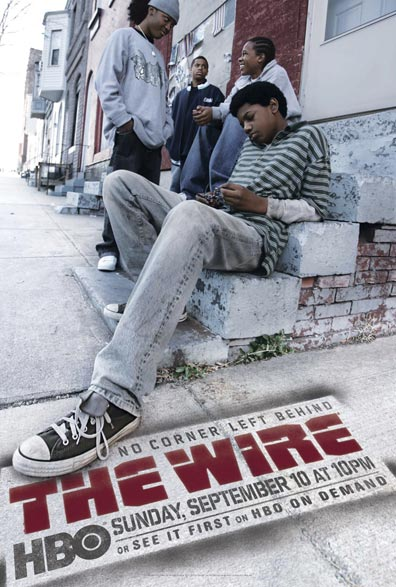 NO CORNER LEFT BEHIND
THE WIRE
HBO SUNDAY, SEPTEMBER 10 AT 10PM
OR SEE IT FIRST ON HBO ON DEMAND